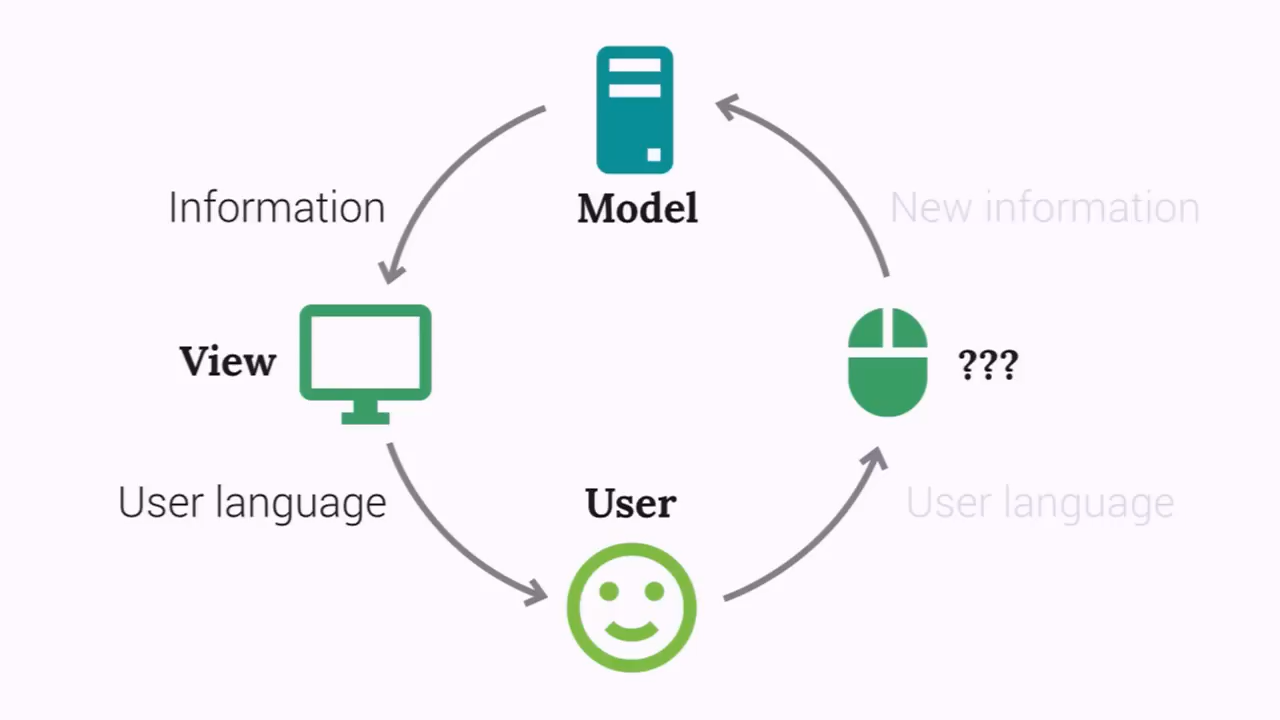 Model
Information
New information
View
???
User language
User
User language